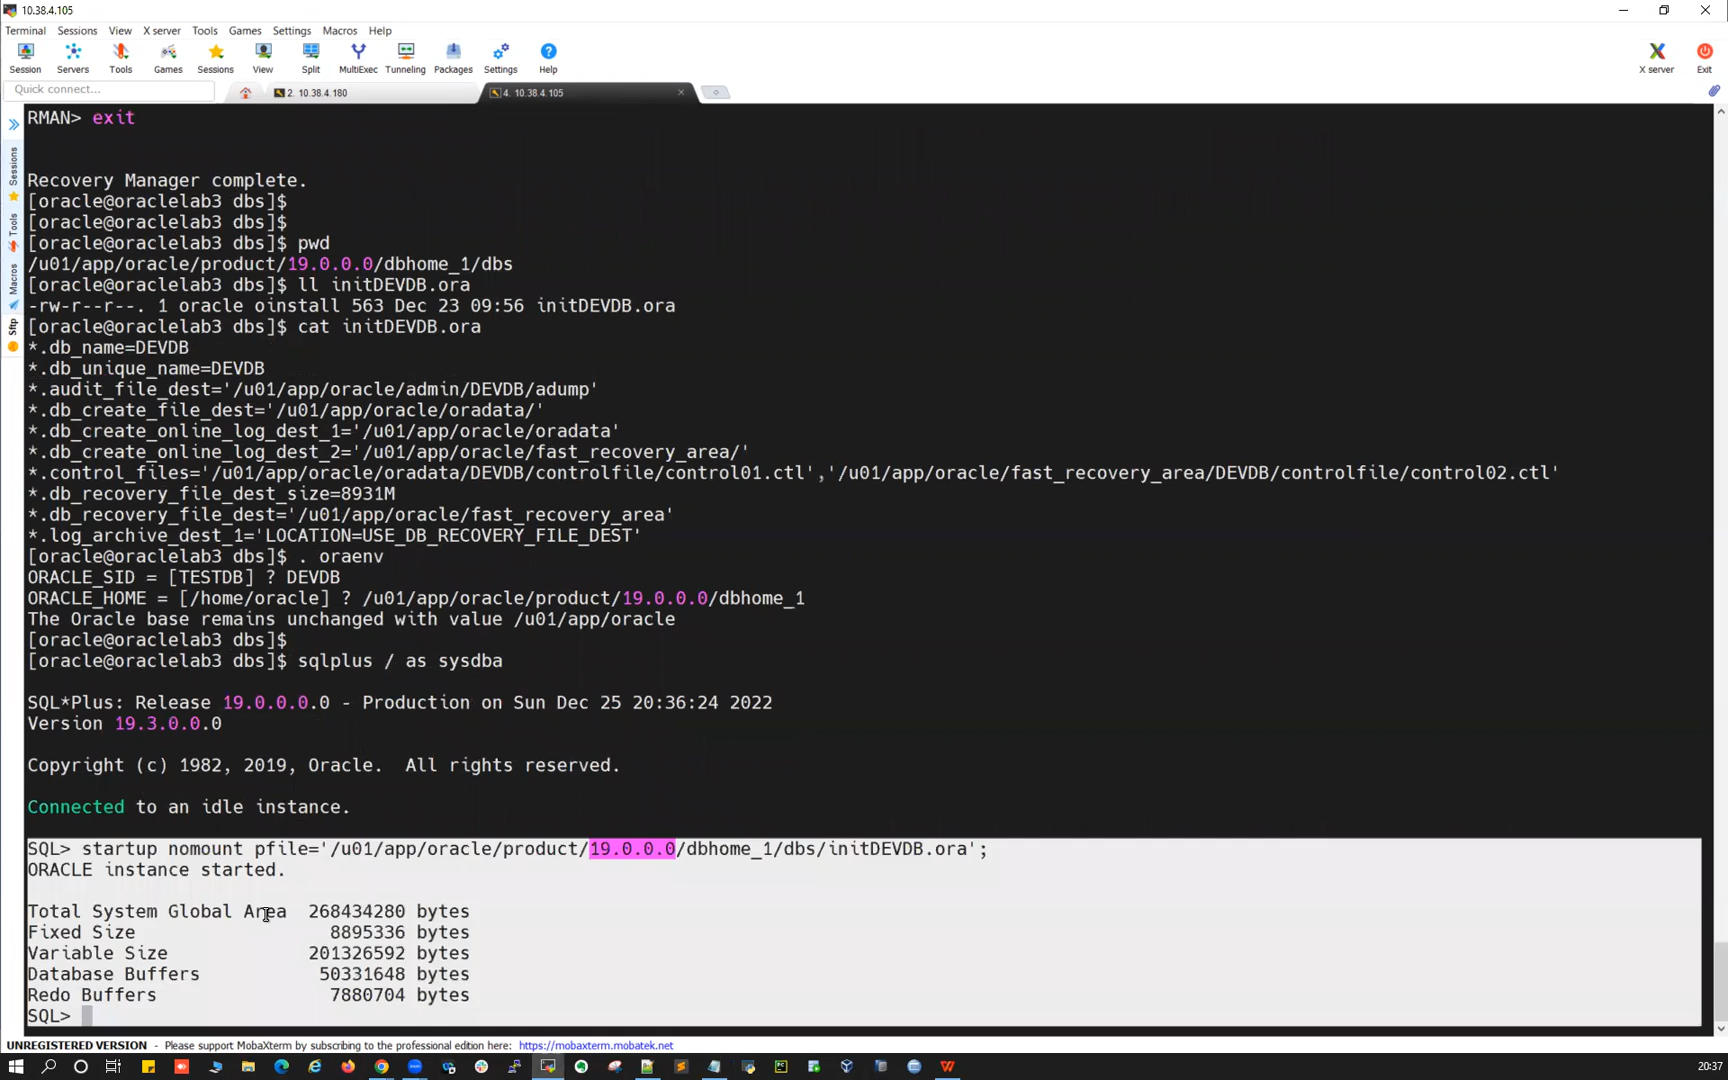 10.38.4.105
Terminal Sessions View X server Tools Games Settings Macros Help
Session Servers Tools Games Sessions View Split MultiExec Tunneling Packages Settings Help X server Exit
Quick connect...
2. 10.38.4.180
4. 10.38.4.105
Sessions
Tools
Macros
Sftp
RMAN> exit
Recovery Manager complete.
[oracle@oraclelab3 dbs]$
[oracle@oraclelab3 dbs]$
[oracle@oraclelab3 dbs]$ pwd
/u01/app/oracle/product/19.0.0.0/dbhome_1/dbs
[oracle@oraclelab3 dbs]$ ll initDEVDB.ora
-rw-r--r--. 1 oracle oinstall 563 Dec 23 09:56 initDEVDB.ora
[oracle@oraclelab3 dbs]$ cat initDEVDB.ora
*.db_name=DEVDB
*.db_unique_name=DEVDB
*.audit_file_dest='/u01/app/oracle/admin/DEVDB/adump'
*.db_create_file_dest='/u01/app/oracle/oradata/'
*.db_create_online_log_dest_1='/u01/app/oracle/oradata'
*.db_create_online_log_dest_2='/u01/app/oracle/fast_recovery_area/'
*.control_files='/u01/app/oracle/oradata/DEVDB/controlfile/control01.ctl','/u01/app/oracle/fast_recovery_area/DEVDB/controlfile/control02.ctl'
*.db_recovery_file_dest_size=8931M
*.db_recovery_file_dest='/u01/app/oracle/fast_recovery_area'
*.log_archive_dest_1='LOCATION=USE_DB_RECOVERY_FILE_DEST'
[oracle@oraclelab3 dbs]$ . oraenv
ORACLE_SID = [TESTDB] ? DEVDB
ORACLE_HOME = [/home/oracle] ? /u01/app/oracle/product/19.0.0.0/dbhome_1
The Oracle base remains unchanged with value /u01/app/oracle
[oracle@oraclelab3 dbs]$
[oracle@oraclelab3 dbs]$ sqlplus / as sysdba
SQL*Plus: Release 19.0.0.0.0 - Production on Sun Dec 25 20:36:24 2022
Version 19.3.0.0.0
Copyright (c) 1982, 2019, Oracle.  All rights reserved.
Connected to an idle instance.
SQL> startup nomount pfile='/u01/app/oracle/product/19.0.0.0/dbhome_1/dbs/initDEVDB.ora';
ORACLE instance started.
Total System Global Area  268434280 bytes
Fixed Size                  8895336 bytes
Variable Size             201326592 bytes
Database Buffers           50331648 bytes
Redo Buffers                7880704 bytes
SQL>
UNREGISTERED VERSION - Please support MobaXterm by subscribing to the professional edition here: https://mobaxterm.mobatek.net
20:37